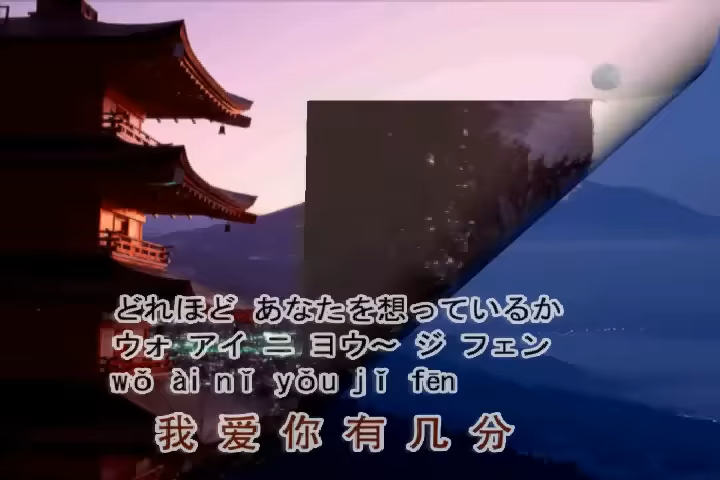 どれほど あなたを想っているか
ウォ アイ ニ ヨウ～ ジ フェン
wǒ ài nǐ yǒu jǐ fēn
我爱你有几分